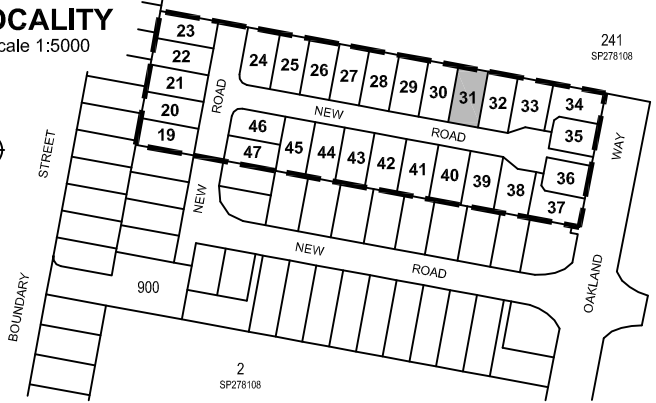 OCALITY
cale 1:5000
241
SP278108
23
22
21
20
19
24
25
26
27
28
29
30
31
32
33
34
35
36
37
38
39
40
41
42
43
44
45
46
47
ROAD
NEW
NEW
ROAD
NEW
ROAD
STREET
BOUNDARY
WAY
OAKLAND
900
2
SP278108